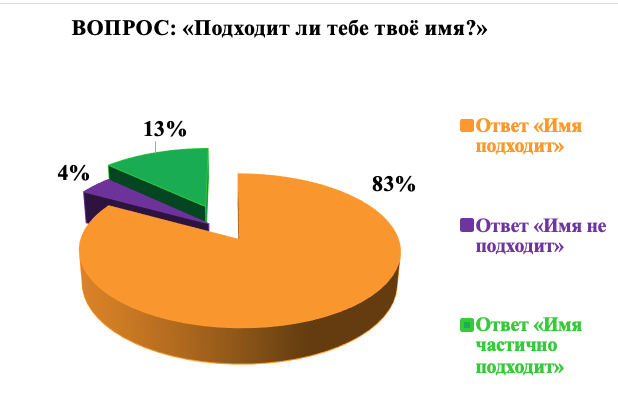 ВОПРОС: «Подходит ли тебе твоё имя?»
13%
4%
83%
Ответ «Имя
подходит»
Ответ «Имя не
подходит»
Ответ «Имя
частично
подходит»